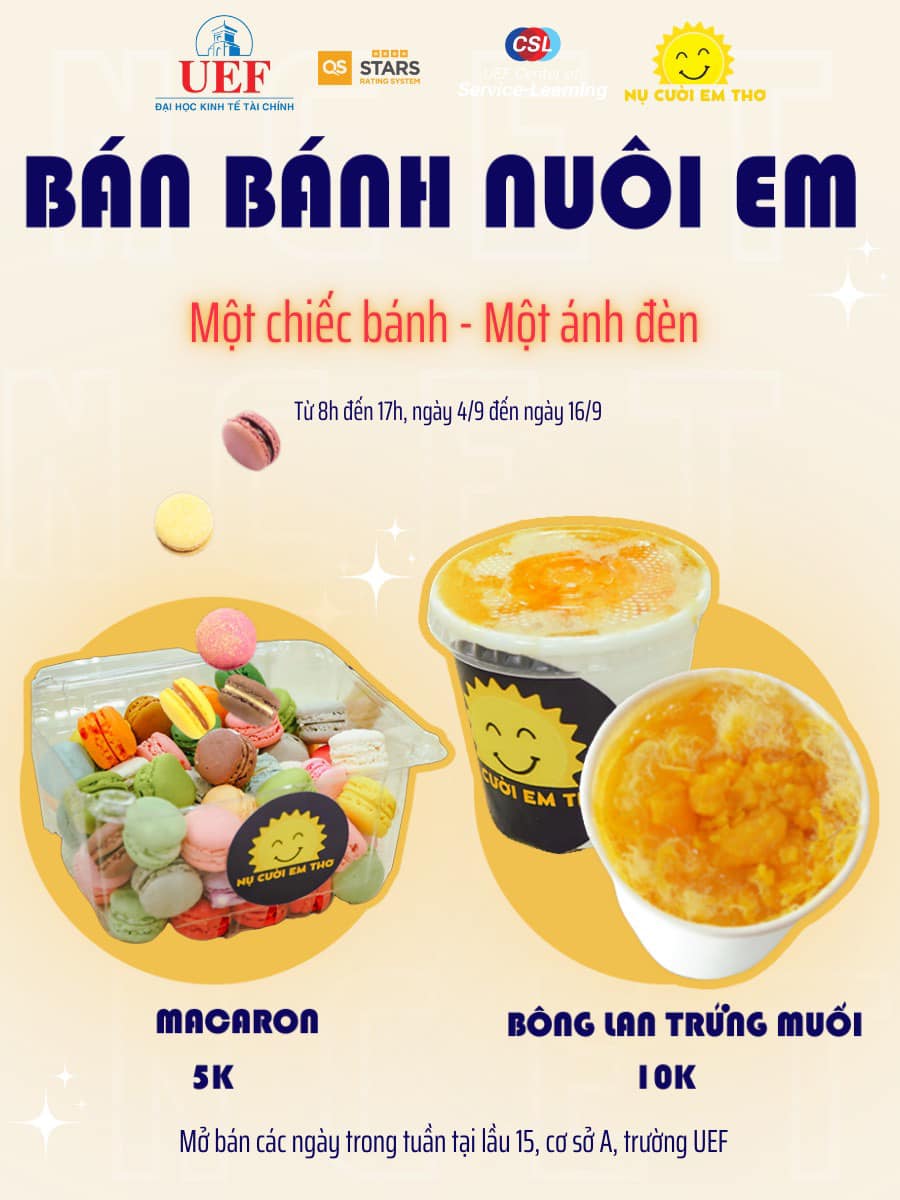 UEF
ĐẠI HỌC KINH TẾ TÀI CHÍNH
QS STARS
RATING SYSTEM
CSL
UEF Center of
Service-Learning
NỤ CƯỜI EM THƠ
BÁN BÁNH NUÔI EM
Một chiếc bánh - Một ánh đèn
Từ 8h đến 17h, ngày 4/9 đến ngày 16/9
CƯỜI EM TH
NỤ CƯỜI EM THƠ
MACARON
BÔNG LAN TRỨNG MUỐI
5K
10K
Mở bán các ngày trong tuần tại lầu 15, cơ sở A, trường UEF